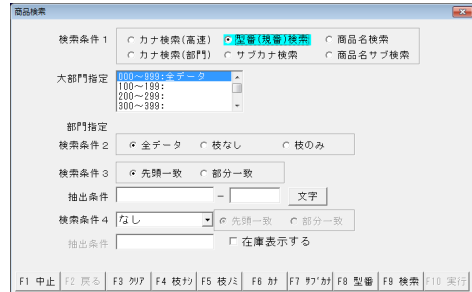 商品検索
検索条件1 カナ検索(高速) 型番(規番)検索 商品名検索
カナ検索(部門) サブカナ検索 商品名サブ検索
大部門指定 000～999:全データ
100～199:
200～299:
300～399:
部門指定
検索条件2 全データ 枝なし 枝のみ
検索条件3 先頭一致 部分一致
抽出条件 － 文字
検索条件4 なし 先頭一致 部分一致
抽出条件 在庫表示する
F1 中止 F2 戻る F3 クリア F4 枝ナシ F5 枝ノミ F6 カナ F7 サブカナ F8 型番 F9 検索 F10 実行